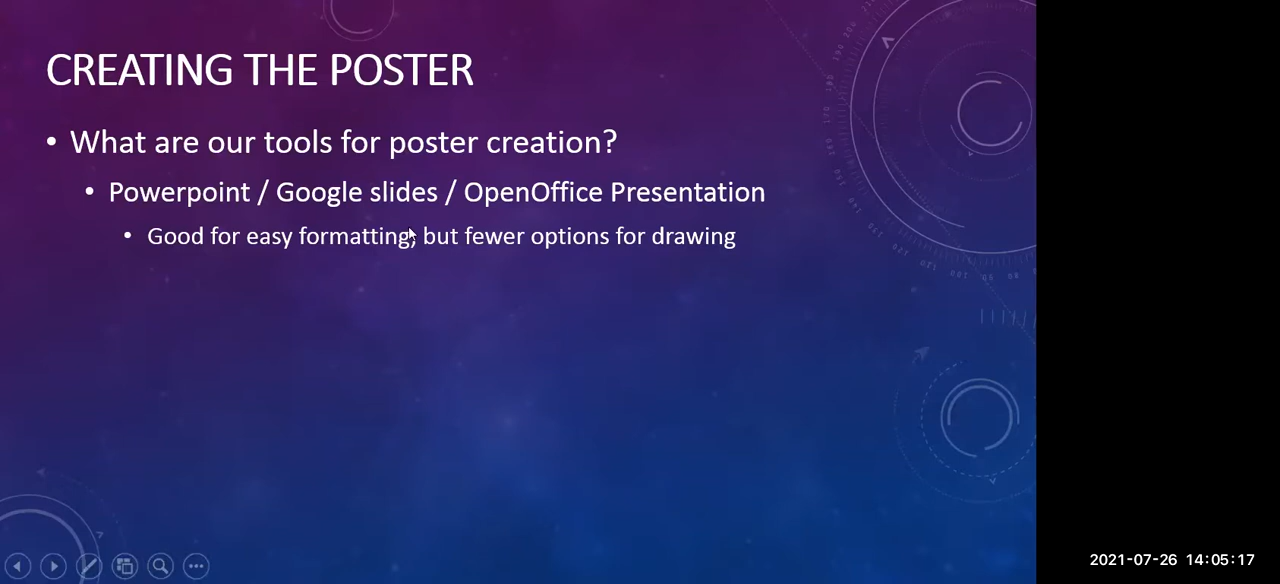 CREATING THE POSTER
• What are our tools for poster creation?
• Powerpoint / Google slides / OpenOffice Presentation
• Good for easy formatting, but fewer options for drawing
2021-07-26 14:05:17